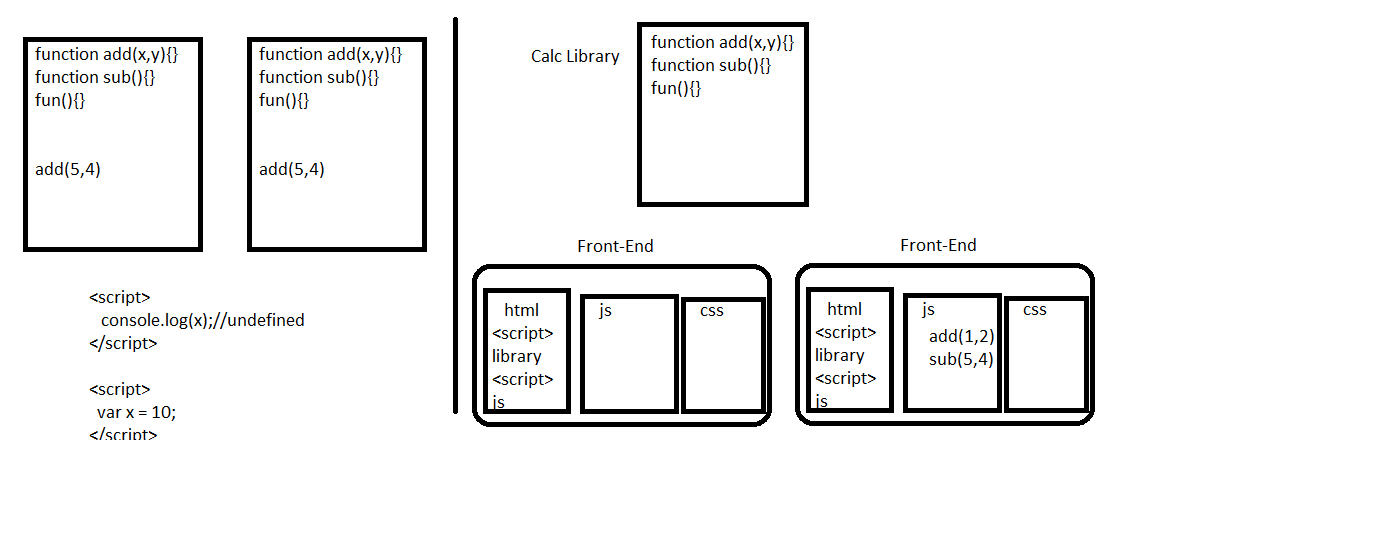 function add(x,y){}
function sub(){}
fun(){}
add(5,4)
function add(x,y){}
function sub(){}
fun(){}
add(5,4)
<script>
console.log(x);//undefined
</script>
<script>
var x = 10;
</script>
Calc Library
function add(x,y){}
function sub(){}
fun(){}
Front-End
html
<script>
library
<script>
js
js
css
Front-End
html
<script>
library
<script>
js
js
add(1,2)
sub(5,4)
css